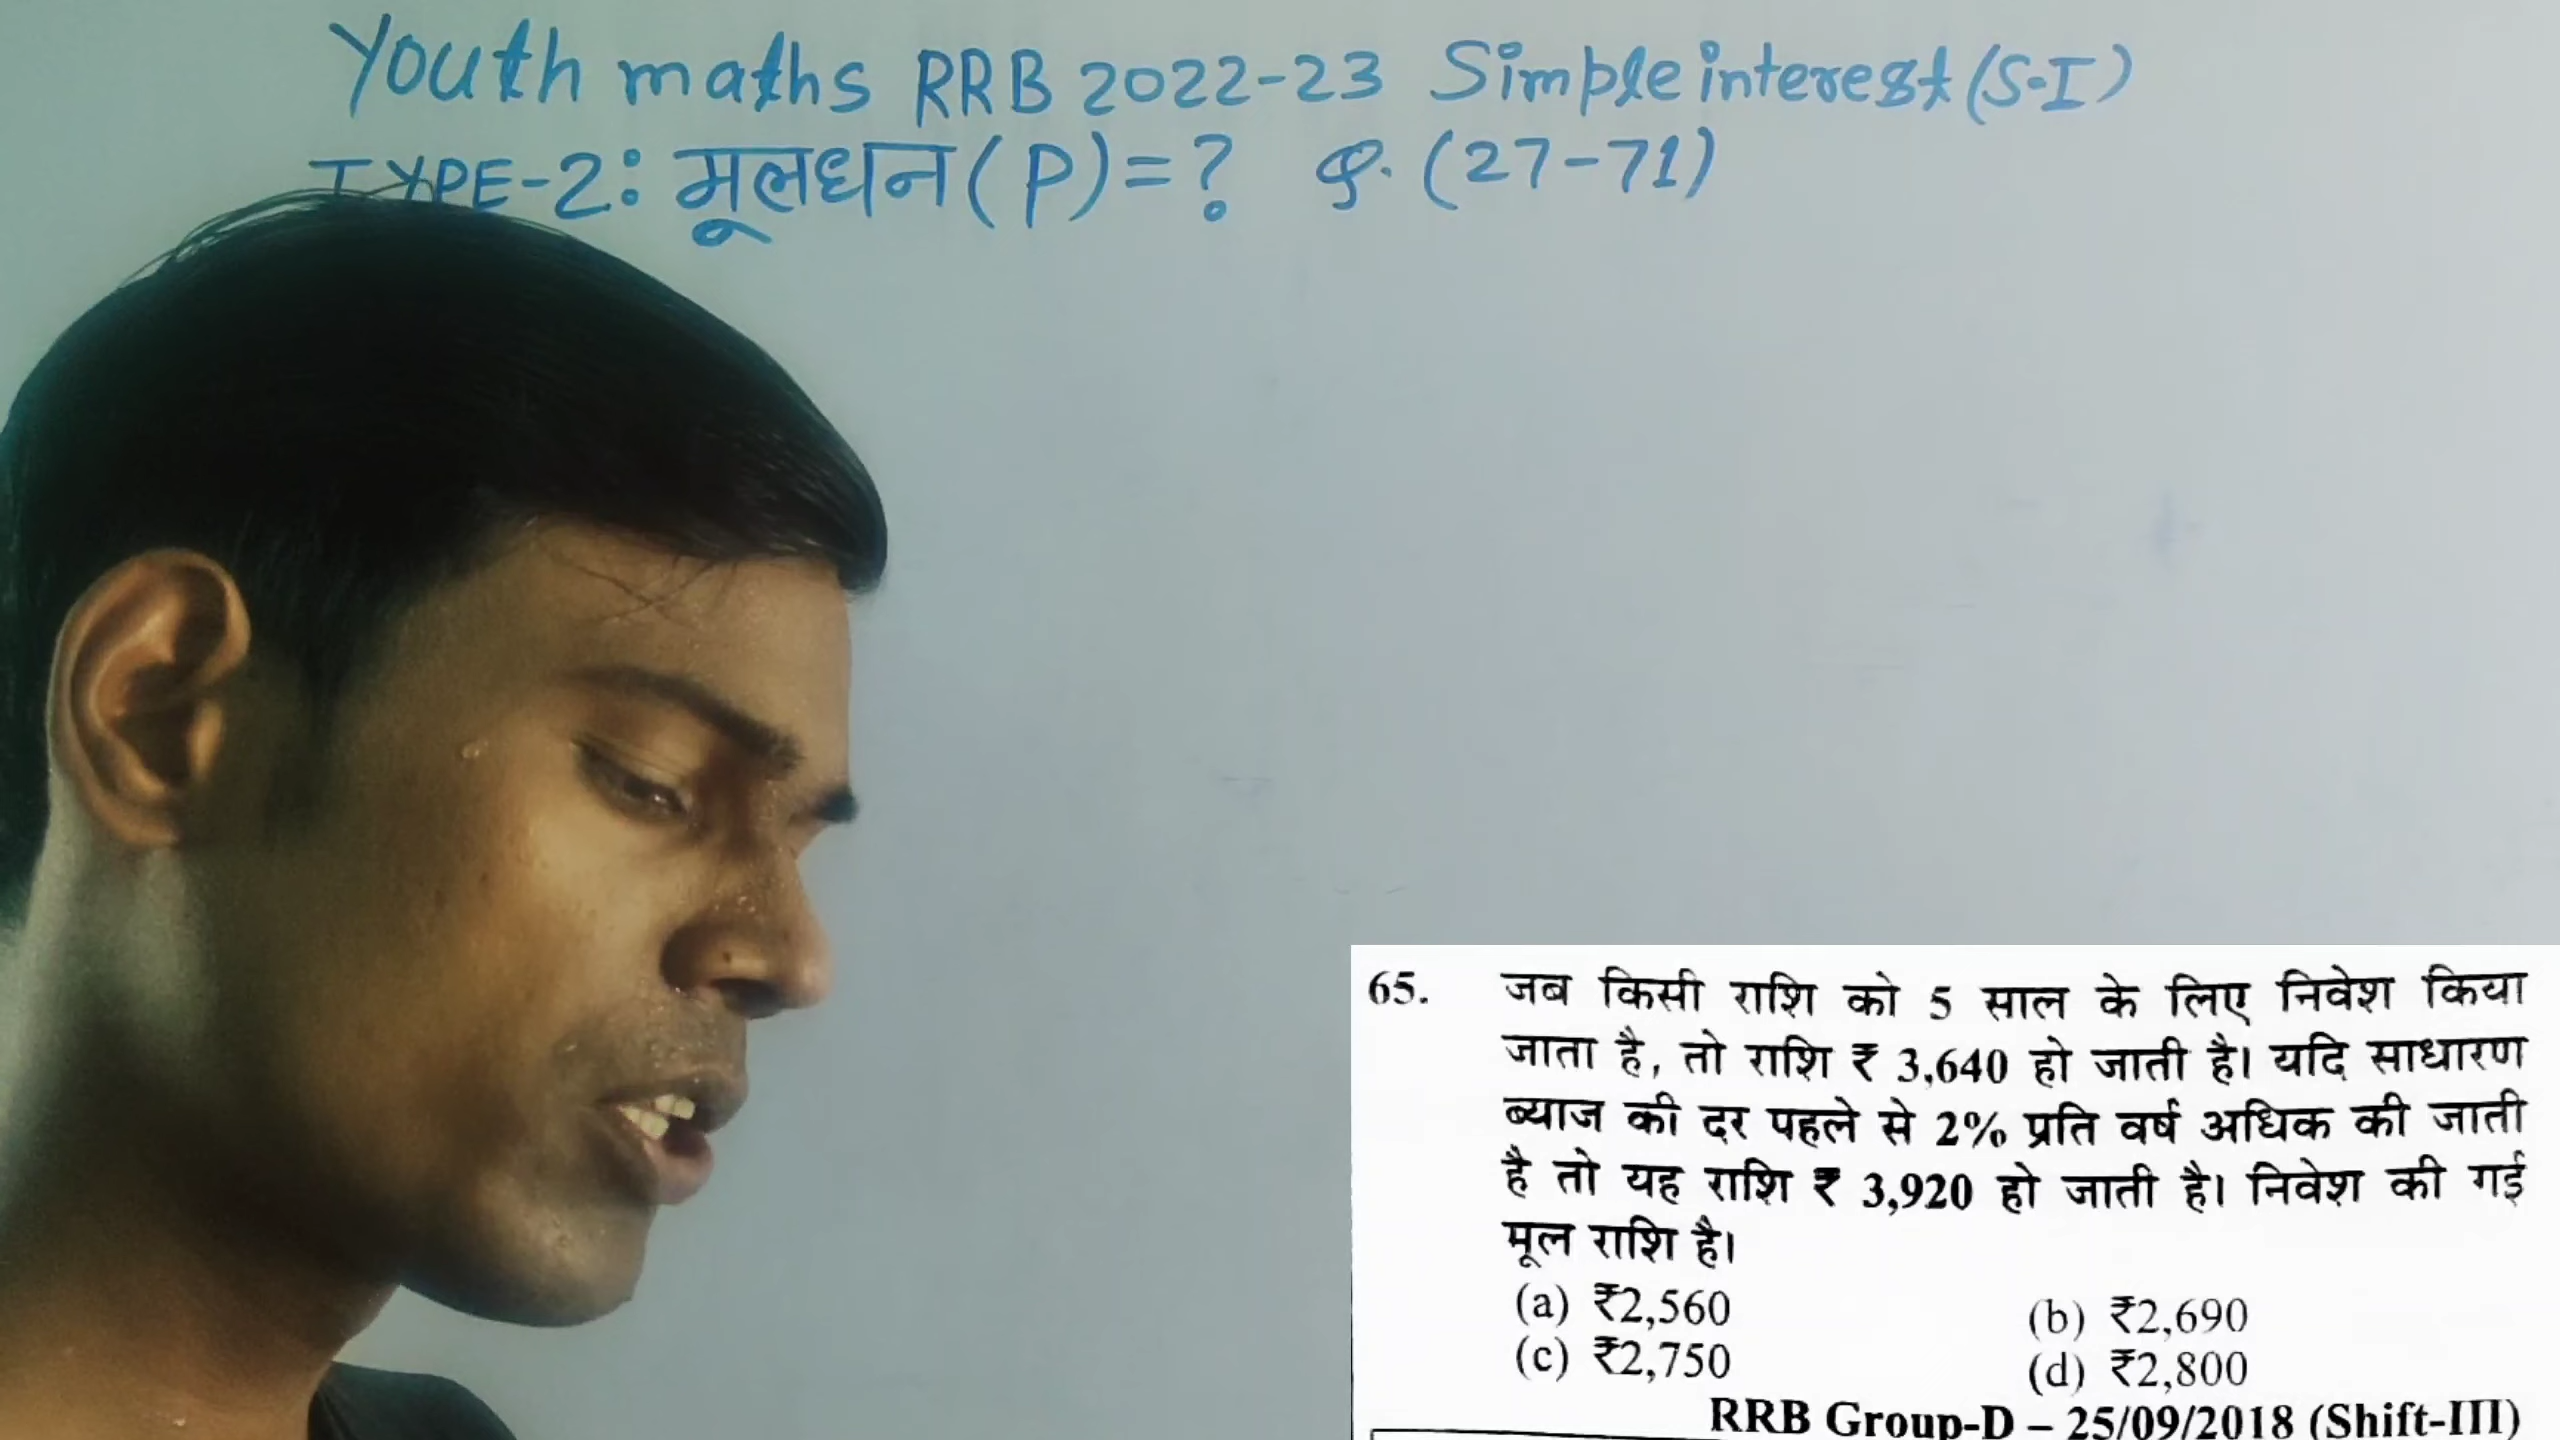 Youth maths RRB 2022-23 Simple interest (S.I)
TYPE-2: मूलधन (P) = ? Q. (27-71)
65. जब किसी राशि को 5 साल के लिए निवेश किया
जाता है, तो राशि ₹ 3,640 हो जाती है। यदि साधारण
ब्याज की दर पहले से 2% प्रति वर्ष अधिक की जाती
है तो यह राशि ₹ 3,920 हो जाती है। निवेश की गई
मूल राशि है।
(a) ₹2,560 (b) ₹2,690
(c) ₹2,750 (d) ₹2,800
RRB Group-D – 25/09/2018 (Shift-III)